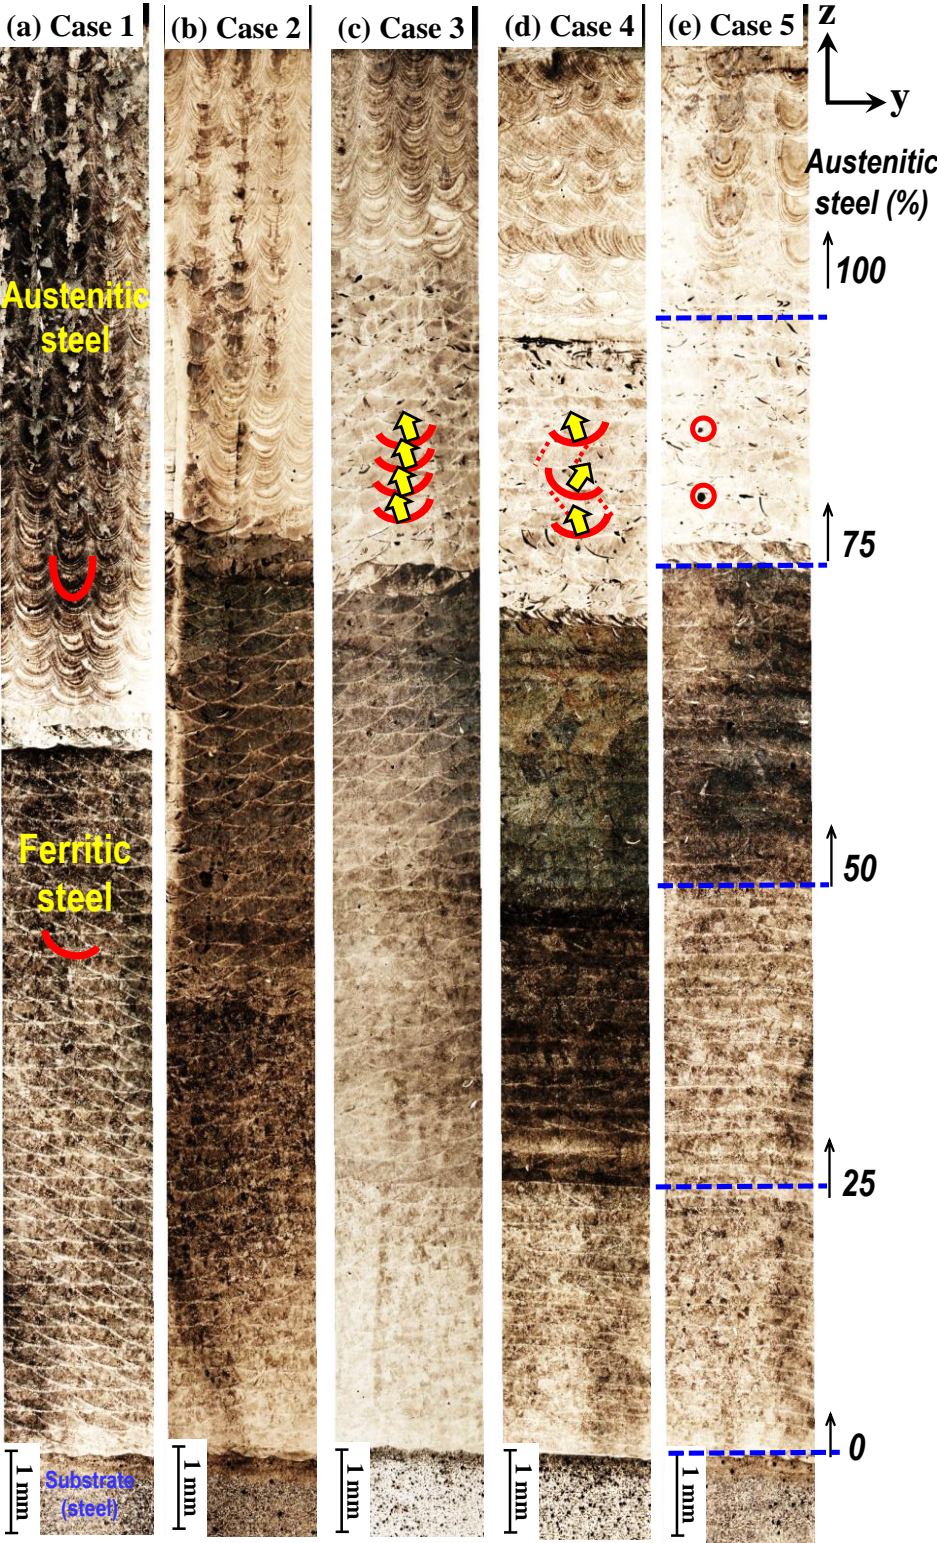 (a) Case 1
(b) Case 2
(c) Case 3
(d) Case 4
(e) Case 5
z
y
Austenitic
steel (%)
100
75
50
25
0
Austenitic
steel
Ferritic
steel
Substrate
(steel)
1 mm
1 mm
1 mm
1 mm
1 mm